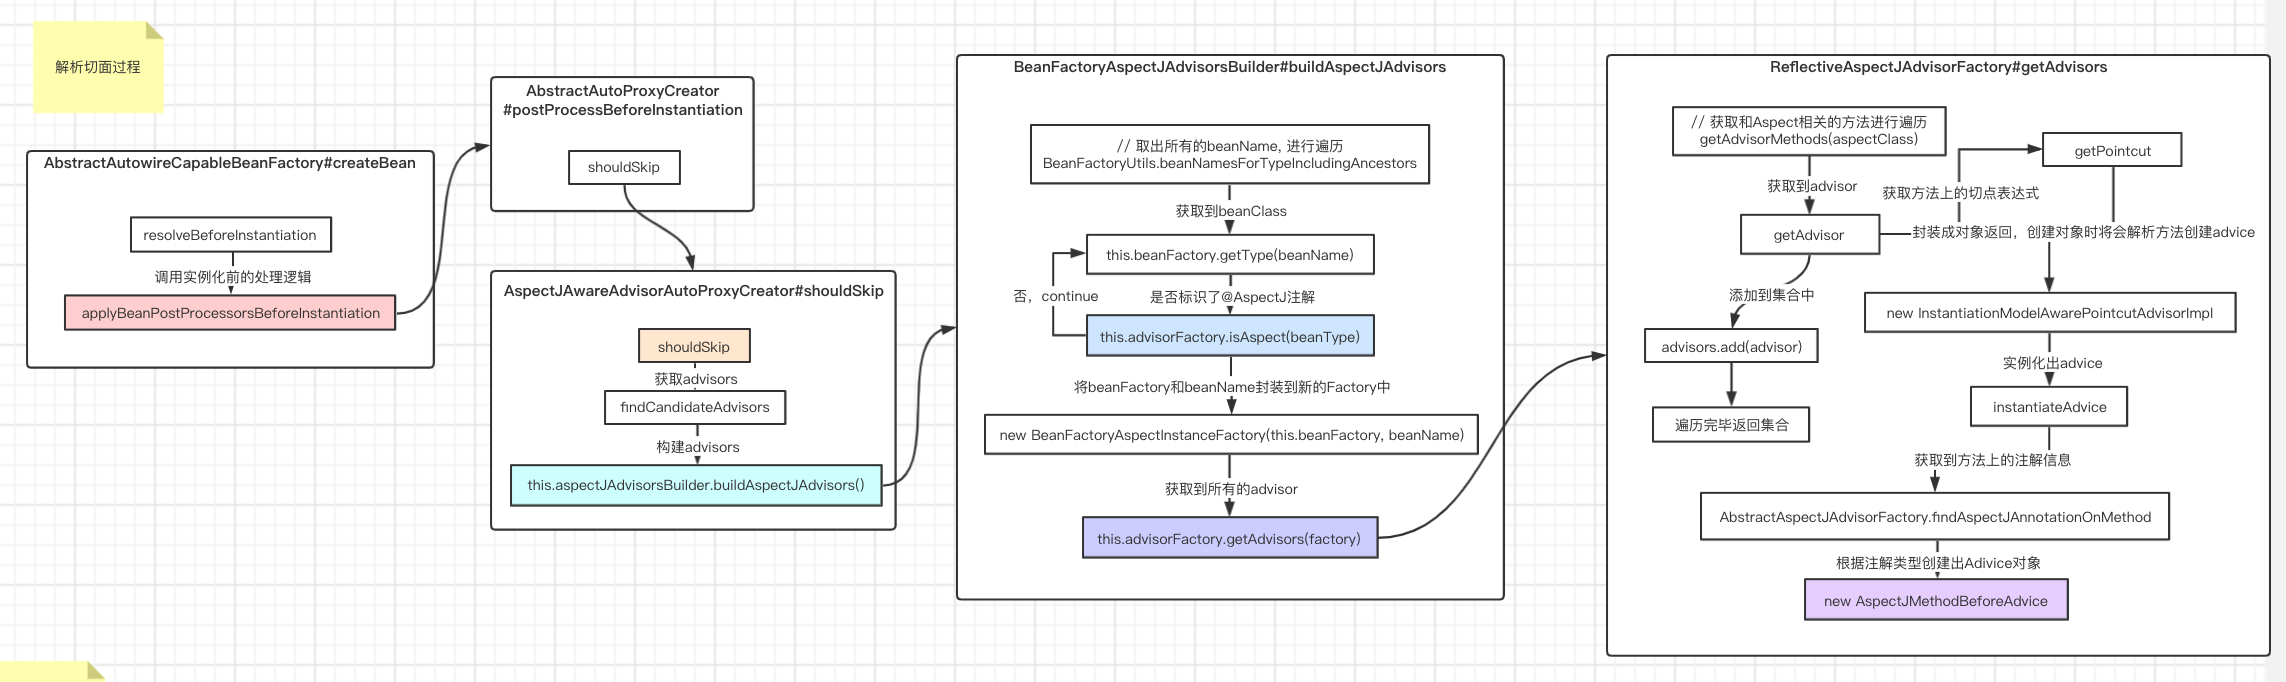 解析切面过程
AbstractAutowireCapableBeanFactory#createBean
resolveBeforeInstantiation
调用实例化前的处理逻辑
applyBeanPostProcessorsBeforeInstantiation
AbstractAutoProxyCreator
#postProcessBeforeInstantiation
shouldSkip
AspectJAwareAdvisorAutoProxyCreator#shouldSkip
shouldSkip
获取advisors
findCandidateAdvisors
构建advisors
this.aspectJAdvisorsBuilder.buildAspectJAdvisors()
BeanFactoryAspectJAdvisorsBuilder#buildAspectJAdvisors
// 取出所有的beanName, 进行遍历
BeanFactoryUtils.beanNamesForTypeIncludingAncestors
获取到beanClass
this.beanFactory.getType(beanName)
否，continue
是否标识了@AspectJ注解
this.advisorFactory.isAspect(beanType)
将beanFactory和beanName封装到新的Factory中
new BeanFactoryAspectInstanceFactory(this.beanFactory, beanName)
获取到所有的advisor
this.advisorFactory.getAdvisors(factory)
ReflectiveAspectJAdvisorFactory#getAdvisors
// 获取和Aspect相关的方法进行遍历
getAdvisorMethods(aspectClass)
获取到advisor
getAdvisor
添加到集合中
advisors.add(advisor)
遍历完毕返回集合
getPointcut
获取方法上的切点表达式
封装成对象返回，创建对象时将会解析方法创建advice
new InstantiationModelAwarePointcutAdvisorImpl
实例化出advice
instantiateAdvice
获取到方法上的注解信息
AbstractAspectJAdvisorFactory.findAspectJAnnotationOnMethod
根据注解类型创建出Adivice对象
new AspectJMethodBeforeAdvice